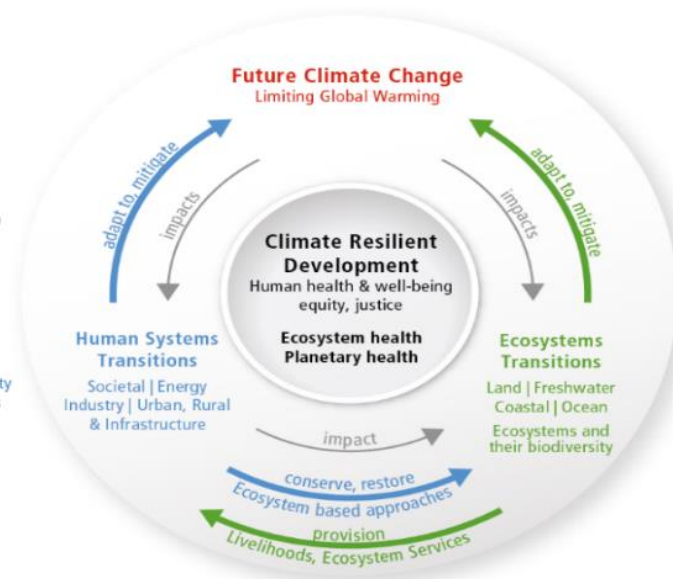 Future Climate Change
Limiting Global Warming
adapt to, mitigate
impacts
impacts
adapt to, mitigate
Climate Resilient
Development
Human health & well-being
equity, justice
Ecosystem health
Planetary health
Human Systems
Transitions
Societal | Energy
Industry | Urban, Rural
& Infrastructure
Ecosystems
Transitions
Land | Freshwater
Coastal | Ocean
Ecosystems and
their biodiversity
impact
conserve, restore
Ecosystem based approaches
provision
Livelihoods, Ecosystem Services